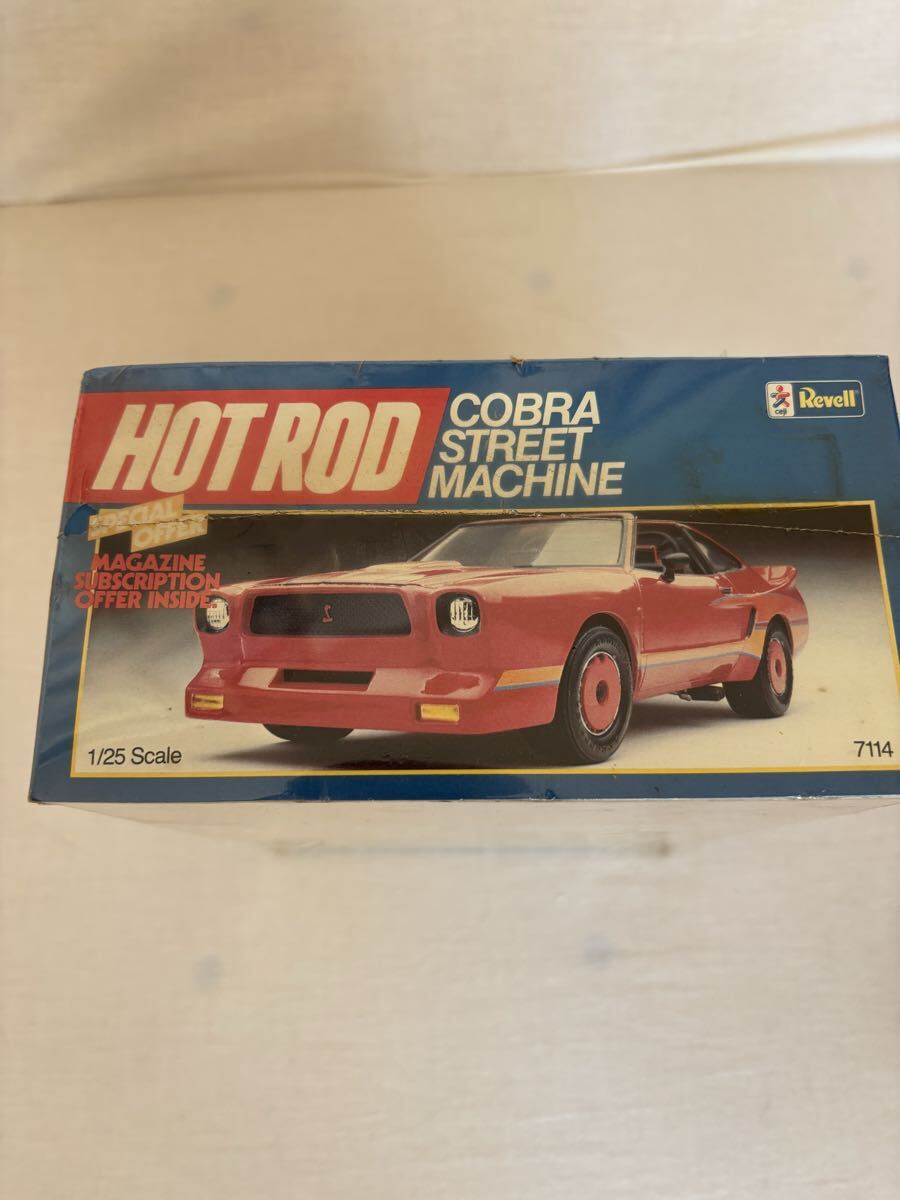 HOT ROD
COBRA
STREET
MACHINE
ceji
Revell
SPECIAL
OFFER
MAGAZINE
SUBSCRIPTION
OFFER INSIDE.
1/25 Scale
7114